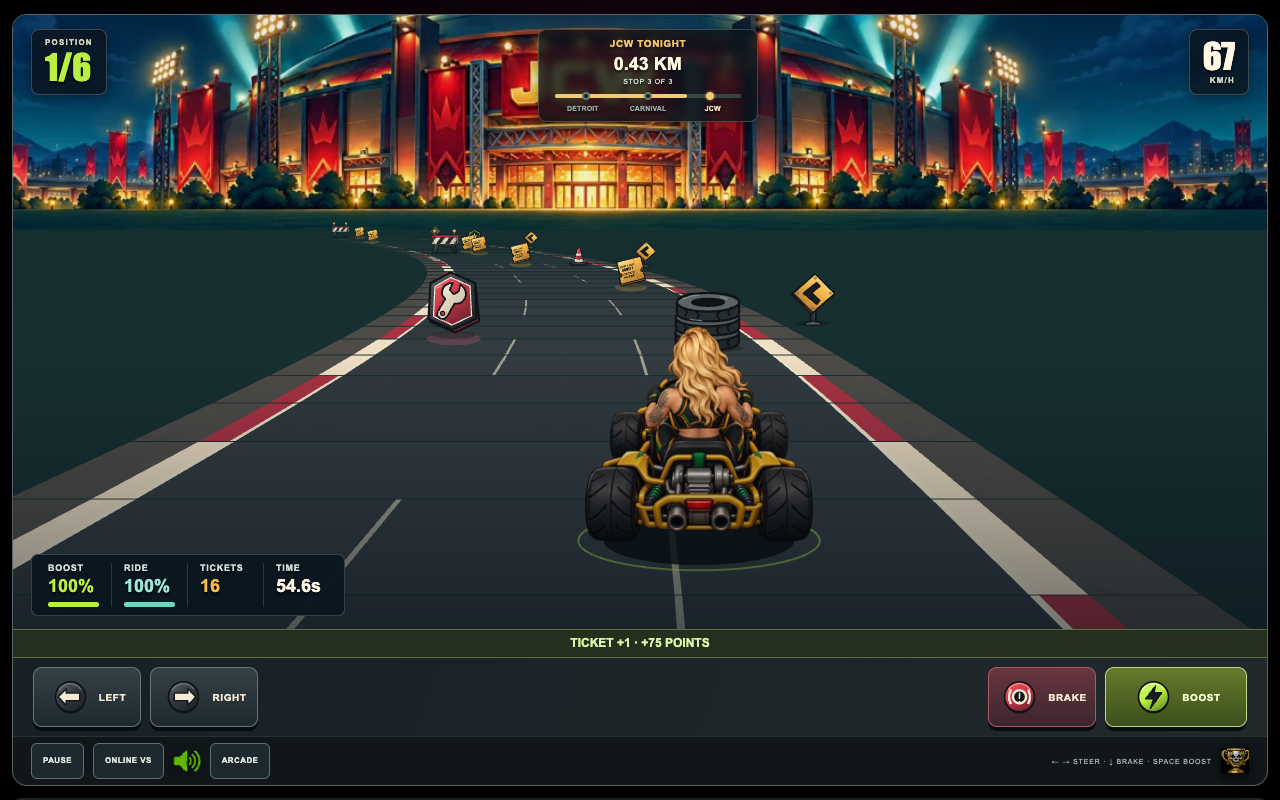 POSITION
1/6
JCW TONIGHT
0.43 KM
STOP 3 OF 3
DETROIT CARNIVAL JCW
67
KM/H
BOOST RIDE TICKETS TIME
100% 100% 16 54.6s
TICKET +1 · +75 POINTS
LEFT RIGHT BRAKE BOOST
PAUSE ONLINE VS ARCADE ← → STEER · ↓ BRAKE · SPACE BOOST